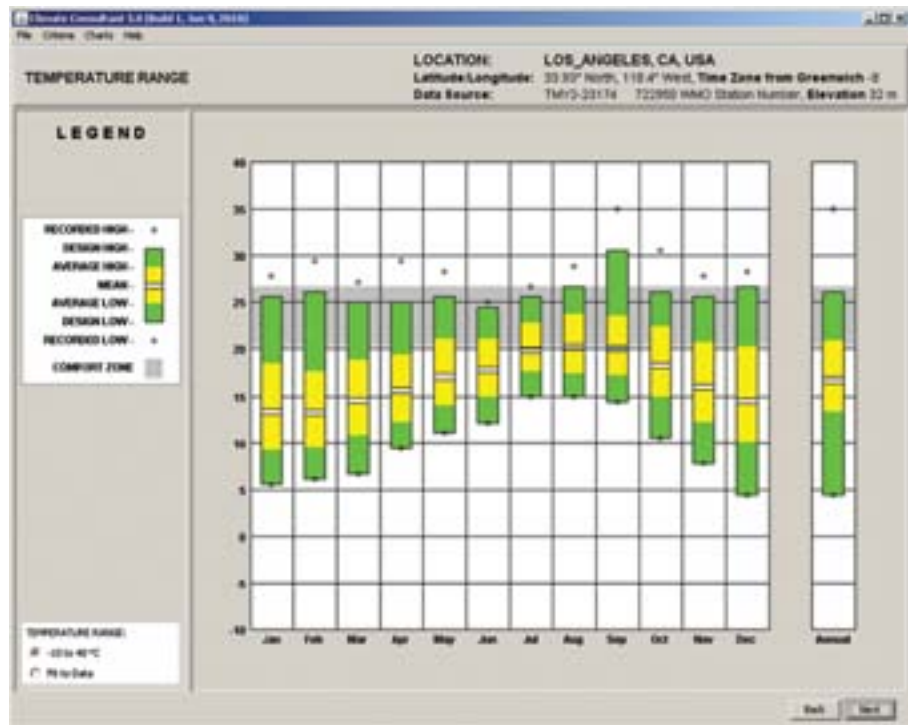 Climate Consultant 5.0 (Build 1, Jun 9, 2010)
File Criteria Charts Help
TEMPERATURE RANGE
LOCATION: LOS_ANGELES, CA, USA
Latitude/Longitude: 33.93° North, 118.4° West, Time Zone from Greenwich -8
Data Source: TMY3-23174 722950 WMO Station Number, Elevation 32 m
LEGEND
RECORDED HIGH -
DESIGN HIGH -
AVERAGE HIGH -
MEAN -
AVERAGE LOW -
DESIGN LOW -
RECORDED LOW -
COMFORT ZONE
TEMPERATURE RANGE:
-10 to 40 °C
Fit to Data
40
35
30
25
20
15
10
5
0
-5
-10
Jan Feb Mar Apr May Jun Jul Aug Sep Oct Nov Dec Annual
Back Next